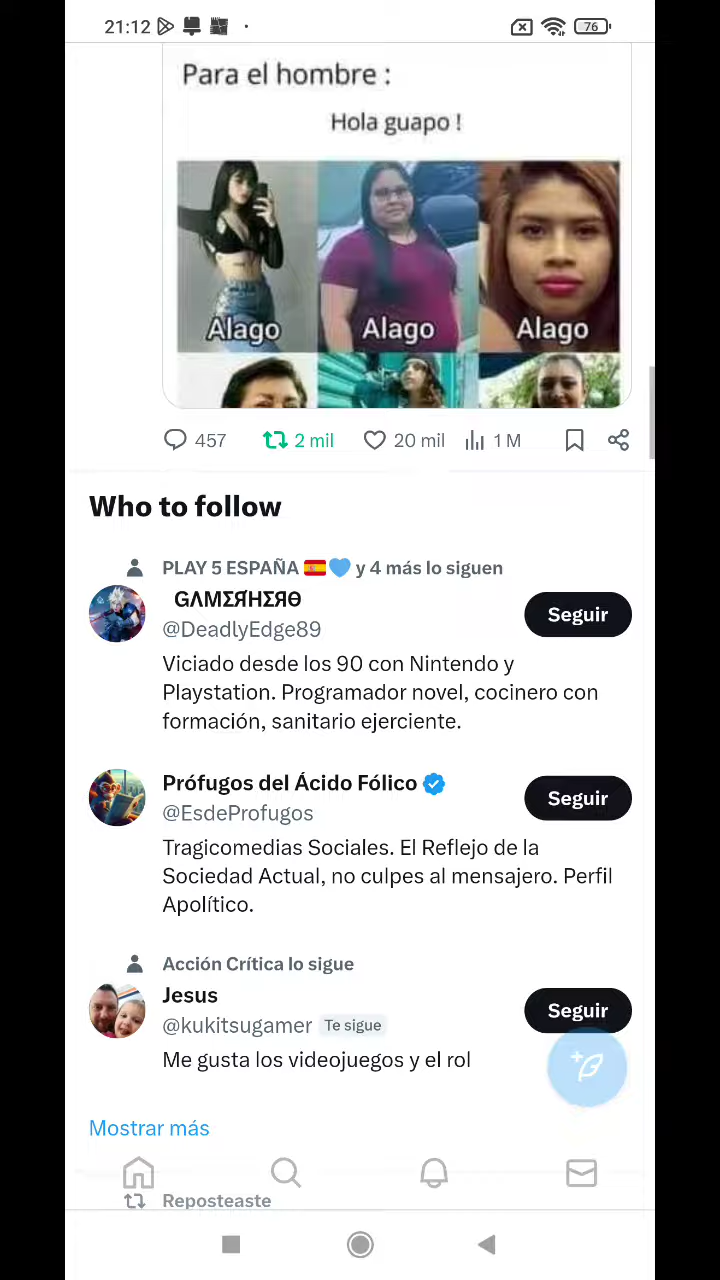 21:12
76
Para el hombre :
Hola guapo !
Alago Alago Alago
457 2 mil 20 mil 1 M
Who to follow
PLAY 5 ESPAÑA 🇪🇸💙 y 4 más lo siguen
GΛMΣЯHΣЯΘ
@DeadlyEdge89
Seguir
Viciado desde los 90 con Nintendo y
Playstation. Programador novel, cocinero con
formación, sanitario ejerciente.
Prófugos del Ácido Fólico
@EsdeProfugos
Seguir
Tragicomedias Sociales. El Reflejo de la
Sociedad Actual, no culpes al mensajero. Perfil
Apolítico.
Acción Crítica lo sigue
Jesus
@kukitsugamer Te sigue
Seguir
Me gusta los videojuegos y el rol
Mostrar más
Reposteaste